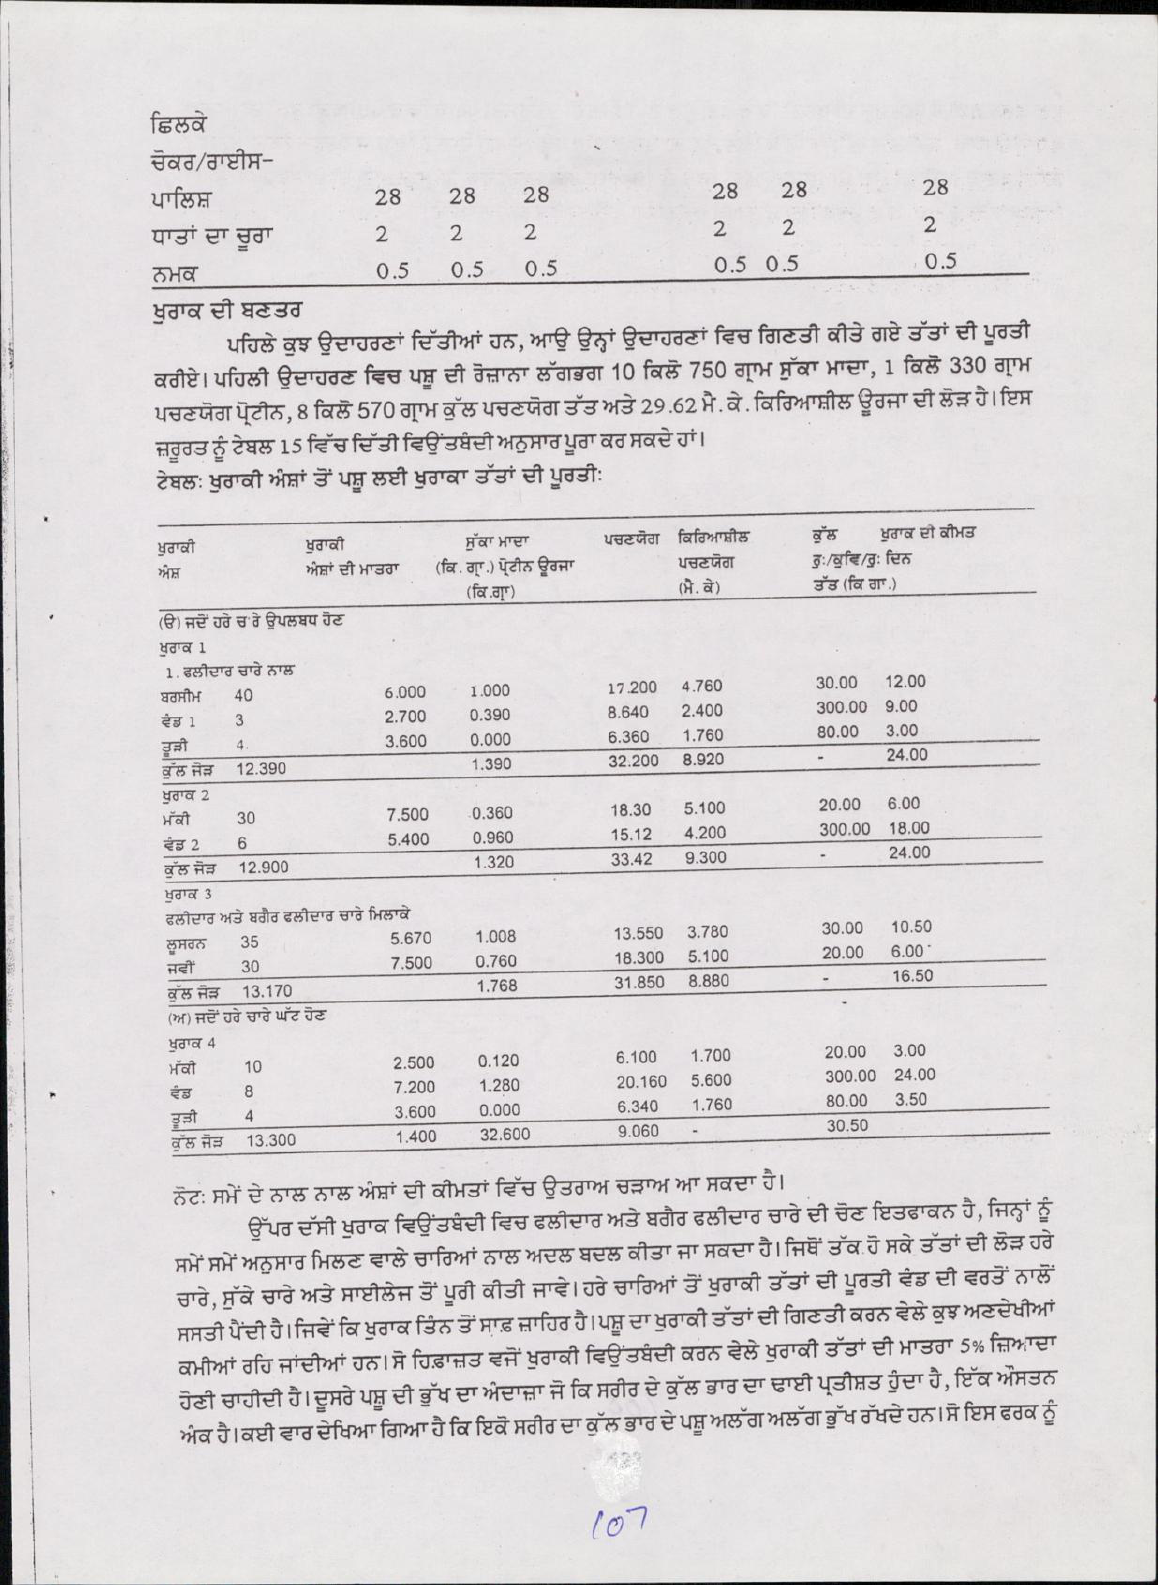 ਛਿਲਕੇ
ਚੋਕਰ/ਰਾਈਸ-
ਪਾਲਿਸ਼ 28 28 28 28 28 28
ਧਾਤਾਂ ਦਾ ਚੂਰਾ 2 2 2 2 2 2
ਨਮਕ 0.5 0.5 0.5 0.5 0.5 0.5
ਖੁਰਾਕ ਦੀ ਬਣਤਰ
ਪਹਿਲੇ ਕੁਝ ਉਦਾਹਰਣਾਂ ਦਿੱਤੀਆਂ ਹਨ, ਆਉ ਉਨ੍ਹਾਂ ਉਦਾਹਰਣਾਂ ਵਿਚ ਗਿਣਤੀ ਕੀਤੇ ਗਏ ਤੱਤਾਂ ਦੀ ਪੂਰਤੀ
ਕਰੀਏ। ਪਹਿਲੀ ਉਦਾਹਰਣ ਵਿਚ ਪਸ਼ੂ ਦੀ ਰੋਜ਼ਾਨਾ ਲੱਗਭਗ 10 ਕਿਲੋ 750 ਗ੍ਰਾਮ ਸੁੱਕਾ ਮਾਦਾ, 1 ਕਿਲੋ 330 ਗ੍ਰਾਮ
ਪਚਣਯੋਗ ਪ੍ਰੋਟੀਨ, 8 ਕਿਲੋ 570 ਗ੍ਰਾਮ ਕੁੱਲ ਪਚਣਯੋਗ ਤੱਤ ਅਤੇ 29.62 ਮੈ. ਕੇ. ਕਿਰਿਆਸ਼ੀਲ ਊਰਜਾ ਦੀ ਲੋੜ ਹੈ। ਇਸ
ਜ਼ਰੂਰਤ ਨੂੰ ਟੇਬਲ 15 ਵਿੱਚ ਦਿੱਤੀ ਵਿਉਂਤਬੰਦੀ ਅਨੁਸਾਰ ਪੂਰਾ ਕਰ ਸਕਦੇ ਹਾਂ।
ਟੇਬਲ: ਖੁਰਾਕੀ ਅੰਸ਼ਾਂ ਤੋਂ ਪਸ਼ੂ ਲਈ ਖੁਰਾਕਾ ਤੱਤਾਂ ਦੀ ਪੂਰਤੀ:
ਖੁਰਾਕੀ ਖੁਰਾਕੀ ਸੁੱਕਾ ਮਾਦਾ ਪਚਣਯੋਗ ਕਿਰਿਆਸ਼ੀਲ ਕੁੱਲ ਖੁਰਾਕ ਦੀ ਕੀਮਤ
ਅੰਸ਼ ਅੰਸ਼ਾਂ ਦੀ ਮਾਤਰਾ (ਕਿ. ਗ੍ਰਾ.) ਪ੍ਰੋਟੀਨ ਊਰਜਾ ਪਚਣਯੋਗ ਰੁ:/ਕੁਵਿ/ਰੁ: ਦਿਨ
(ਕਿ.ਗ੍ਰਾ) (ਮੈ. ਕੇ) ਤੱਤ (ਕਿ ਗਾ.)
(ੳ) ਜਦੋਂ ਹਰੇ ਚਾਰੇ ਉਪਲਬਧ ਹੋਣ
ਖੁਰਾਕ 1
1. ਫਲੀਦਾਰ ਚਾਰੇ ਨਾਲ
ਬਰਸੀਮ 40 6.000 1.000 17.200 4.760 30.00 12.00
ਵੰਡ 1 3 2.700 0.390 8.640 2.400 300.00 9.00
ਤੂੜੀ 4. 3.600 0.000 6.360 1.760 80.00 3.00
ਕੁੱਲ ਜੋੜ 12.390 1.390 32.200 8.920 - 24.00
ਖੁਰਾਕ 2
ਮੱਕੀ 30 7.500 0.360 18.30 5.100 20.00 6.00
ਵੰਡ 2 6 5.400 0.960 15.12 4.200 300.00 18.00
ਕੁੱਲ ਜੋੜ 12.900 1.320 33.42 9.300 - 24.00
ਖੁਰਾਕ 3
ਫਲੀਦਾਰ ਅਤੇ ਬਗੈਰ ਫਲੀਦਾਰ ਚਾਰੇ ਮਿਲਾਕੇ
ਲੂਸਰਨ 35 5.670 1.008 13.550 3.780 30.00 10.50
ਜਵੀਂ 30 7.500 0.760 18.300 5.100 20.00 6.00
ਕੁੱਲ ਜੋੜ 13.170 1.768 31.850 8.880 - 16.50
(ਅ) ਜਦੋਂ ਹਰੇ ਚਾਰੇ ਘੱਟ ਹੋਣ
ਖੁਰਾਕ 4
ਮੱਕੀ 10 2.500 0.120 6.100 1.700 20.00 3.00
ਵੰਡ 8 7.200 1.280 20.160 5.600 300.00 24.00
ਤੂੜੀ 4 3.600 0.000 6.340 1.760 80.00 3.50
ਕੁੱਲ ਜੋੜ 13.300 1.400 32.600 9.060 - 30.50
ਨੋਟ: ਸਮੇਂ ਦੇ ਨਾਲ ਨਾਲ ਅੰਸ਼ਾਂ ਦੀ ਕੀਮਤਾਂ ਵਿੱਚ ਉਤਰਾਅ ਚੜਾਅ ਆ ਸਕਦਾ ਹੈ।
ਉੱਪਰ ਦੱਸੀ ਖੁਰਾਕ ਵਿਉਂਤਬੰਦੀ ਵਿਚ ਫਲੀਦਾਰ ਅਤੇ ਬਗੈਰ ਫਲੀਦਾਰ ਚਾਰੇ ਦੀ ਚੋਣ ਇਤਫਾਕਨ ਹੈ, ਜਿਨ੍ਹਾਂ ਨੂੰ
ਸਮੇਂ ਸਮੇਂ ਅਨੁਸਾਰ ਮਿਲਣ ਵਾਲੇ ਚਾਰਿਆਂ ਨਾਲ ਅਦਲ ਬਦਲ ਕੀਤਾ ਜਾ ਸਕਦਾ ਹੈ। ਜਿਥੋਂ ਤੱਕ ਹੋ ਸਕੇ ਤੱਤਾਂ ਦੀ ਲੋੜ ਹਰੇ
ਚਾਰੇ, ਸੁੱਕੇ ਚਾਰੇ ਅਤੇ ਸਾਈਲੇਜ ਤੋਂ ਪੂਰੀ ਕੀਤੀ ਜਾਵੇ। ਹਰੇ ਚਾਰਿਆਂ ਤੋਂ ਖੁਰਾਕੀ ਤੱਤਾਂ ਦੀ ਪੂਰਤੀ ਵੰਡ ਦੀ ਵਰਤੋਂ ਨਾਲੋਂ
ਸਸਤੀ ਪੈਂਦੀ ਹੈ। ਜਿਵੇਂ ਕਿ ਖੁਰਾਕ ਤਿੰਨ ਤੋਂ ਸਾਫ਼ ਜ਼ਾਹਿਰ ਹੈ। ਪਸ਼ੂ ਦਾ ਖੁਰਾਕੀ ਤੱਤਾਂ ਦੀ ਗਿਣਤੀ ਕਰਨ ਵੇਲੇ ਕੁਝ ਅਣਦੇਖੀਆਂ
ਕਮੀਆਂ ਰਹਿ ਜਾਂਦੀਆਂ ਹਨ। ਸੋ ਹਿਫ਼ਾਜ਼ਤ ਵਜੋਂ ਖੁਰਾਕੀ ਵਿਉਂਤਬੰਦੀ ਕਰਨ ਵੇਲੇ ਖੁਰਾਕੀ ਤੱਤਾਂ ਦੀ ਮਾਤਰਾ 5% ਜ਼ਿਆਦਾ
ਹੋਣੀ ਚਾਹੀਦੀ ਹੈ। ਦੂਸਰੇ ਪਸ਼ੂ ਦੀ ਭੁੱਖ ਦਾ ਅੰਦਾਜ਼ਾ ਜੋ ਕਿ ਸਰੀਰ ਦੇ ਕੁੱਲ ਭਾਰ ਦਾ ਢਾਈ ਪ੍ਰਤੀਸ਼ਤ ਹੁੰਦਾ ਹੈ, ਇੱਕ ਔਸਤਨ
ਅੰਕ ਹੈ। ਕਈ ਵਾਰ ਦੇਖਿਆ ਗਿਆ ਹੈ ਕਿ ਇਕੋ ਸਰੀਰ ਦਾ ਕੁੱਲ ਭਾਰ ਦੇ ਪਸ਼ੂ ਅਲੱਗ ਅਲੱਗ ਭੁੱਖ ਰੱਖਦੇ ਹਨ। ਸੋ ਇਸ ਫਰਕ ਨੂੰ
107